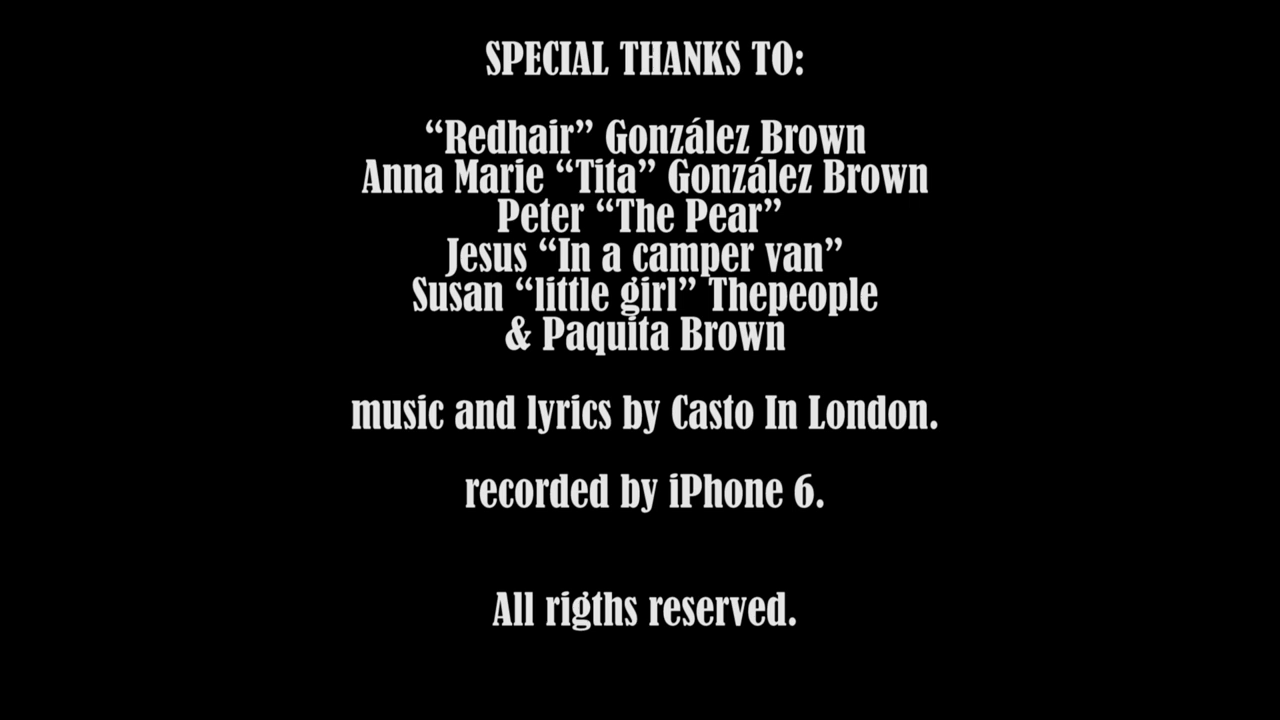 SPECIAL THANKS TO:
“Redhair” González Brown
Anna Marie “Tita” González Brown
Peter “The Pear”
Jesus “In a camper van”
Susan “little girl” Thepeople
& Paquita Brown
music and lyrics by Casto In London.
recorded by iPhone 6.
All rigths reserved.